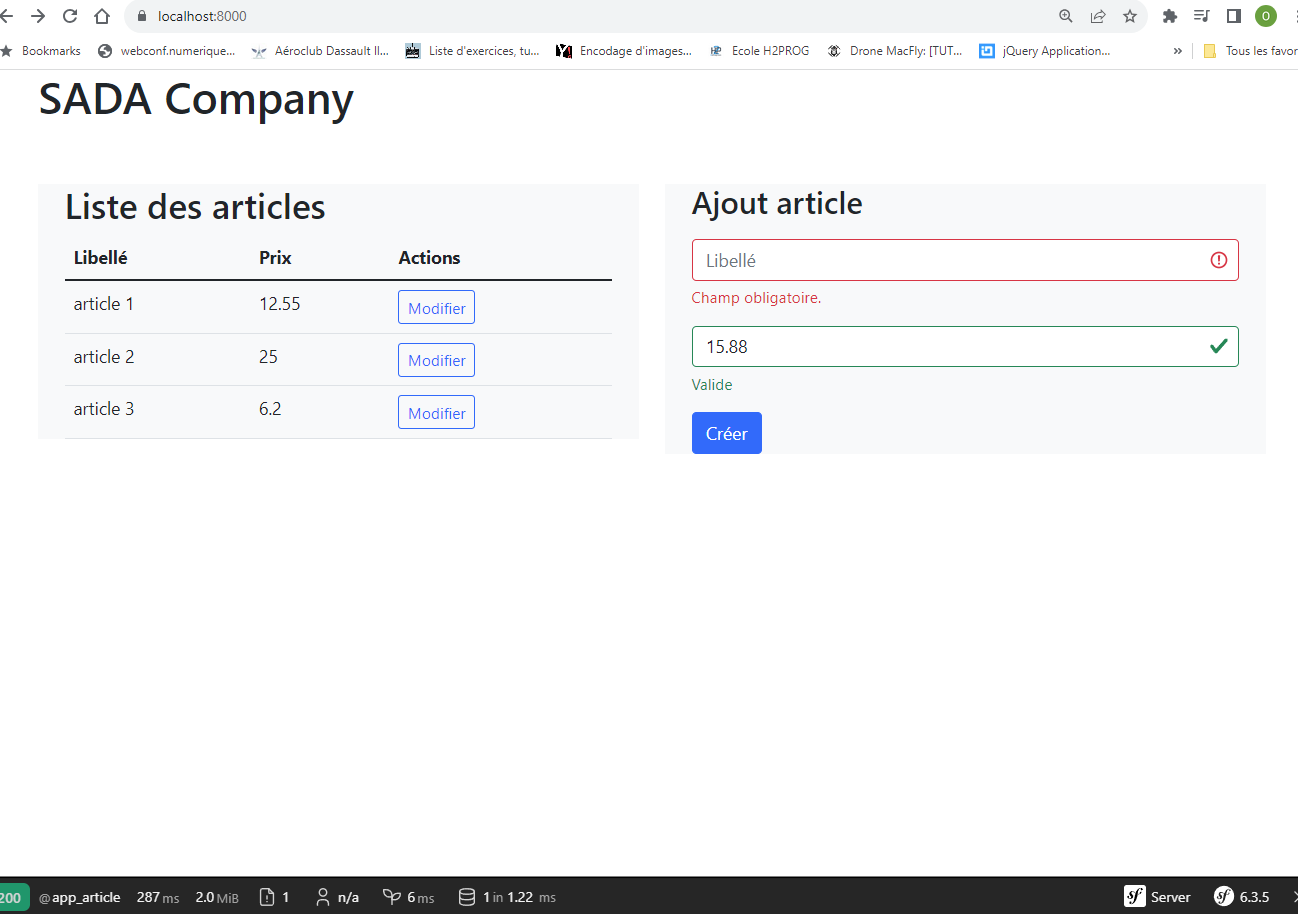 localhost:8000
O
Bookmarks
webconf.numerique...
Aéroclub Dassault Il...
Liste d'exercices, tu...
Encodage d'images...
Ecole H2PROG
Drone MacFly: [TUT...
jQuery Application...
»
Tous les favor
SADA Company
Liste des articles
Libellé Prix Actions
article 1 12.55 Modifier
article 2 25 Modifier
article 3 6.2 Modifier
Ajout article
Libellé
Champ obligatoire.
15.88
Valide
Créer
200 @app_article 287 ms 2.0 MiB 1 n/a 6 ms 1 in 1.22 ms sf Server sf 6.3.5